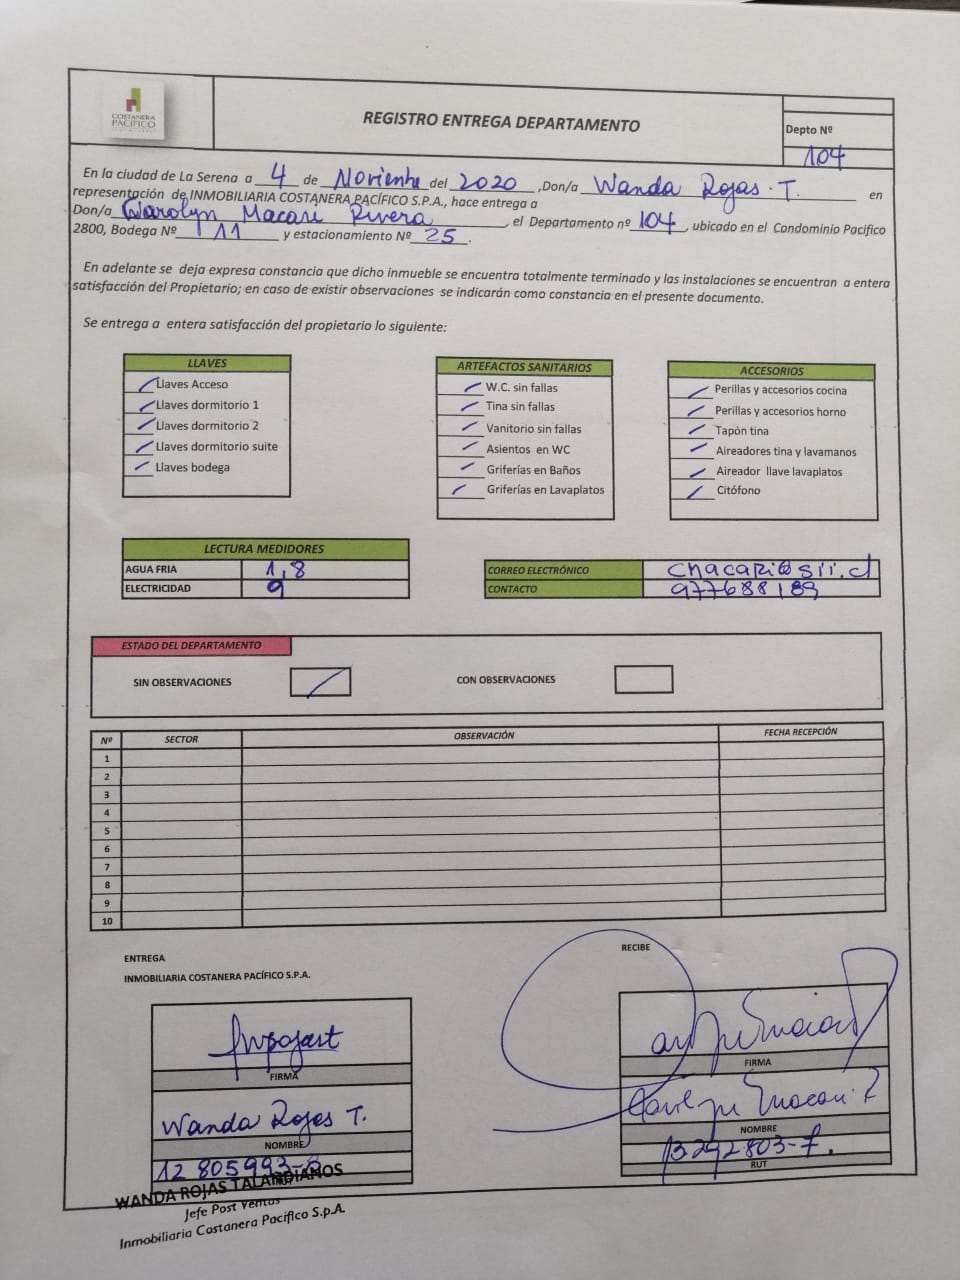 COSTANERA
PACÍFICO
REGISTRO ENTREGA DEPARTAMENTO
Depto Nº
104
En la ciudad de La Serena a 4 de Noviembre del 2020 ,Don/a Wanda Rojas T. en
representación de INMOBILIARIA COSTANERA PACÍFICO S.P.A., hace entrega a
Don/a Carolyn Macari Rivera, el Departamento nº 104, ubicado en el Condominio Pacifico
2800, Bodega Nº 111 y estacionamiento Nº 25.
En adelante se deja expresa constancia que dicho inmueble se encuentra totalmente terminado y las instalaciones se encuentran a entera
satisfacción del Propietario; en caso de existir observaciones se indicarán como constancia en el presente documento.
Se entrega a entera satisfacción del propietario lo siguiente:
LLAVES
Llaves Acceso
Llaves dormitorio 1
Llaves dormitorio 2
Llaves dormitorio suite
Llaves bodega
ARTEFACTOS SANITARIOS
W.C. sin fallas
Tina sin fallas
Vanitorio sin fallas
Asientos en WC
Griferías en Baños
Griferías en Lavaplatos
ACCESORIOS
Perillas y accesorios cocina
Perillas y accesorios horno
Tapón tina
Aireadores tina y lavamanos
Aireador llave lavaplatos
Citófono
LECTURA MEDIDORES
AGUA FRIA 1,8
ELECTRICIDAD 9
CORREO ELECTRÓNICO @sii.cl
CONTACTO 977688189
ESTADO DEL DEPARTAMENTO
SIN OBSERVACIONES
CON OBSERVACIONES
Nº SECTOR OBSERVACIÓN FECHA RECEPCIÓN
1
2
3
4
5
6
7
8
9
10
ENTREGA
INMOBILIARIA COSTANERA PACÍFICO S.P.A.
FIRMA
Wanda Rojas T.
NOMBRE
12 805993-
WANDA ROJAS TALANDIANOS
Jefe Post Ventas
Inmobiliaria Costanera Pacifico S.p.A
RECIBE
FIRMA
Macari R
NOMBRE
13292803-7.
RUT